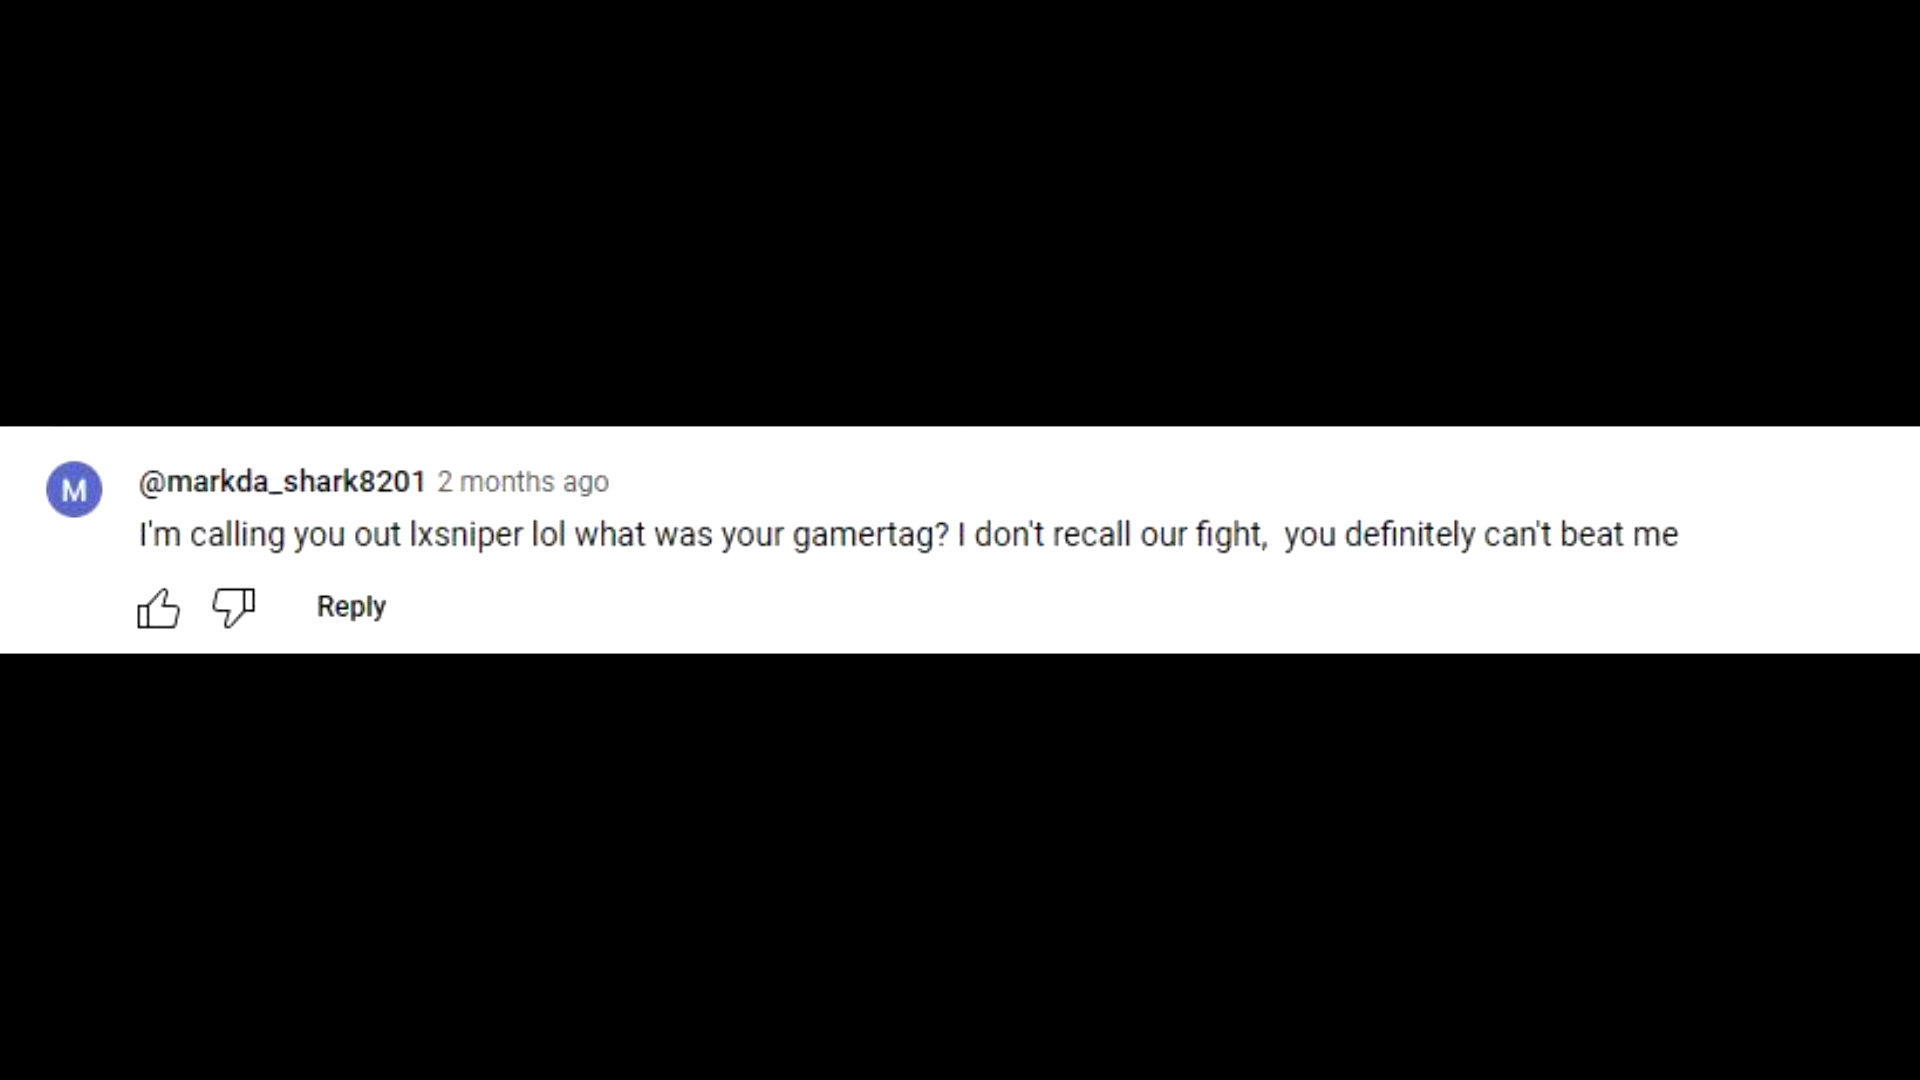 M
@markda_shark8201 2 months ago
I'm calling you out lxsniper lol what was your gamertag? I don't recall our fight,  you definitely can't beat me
Reply